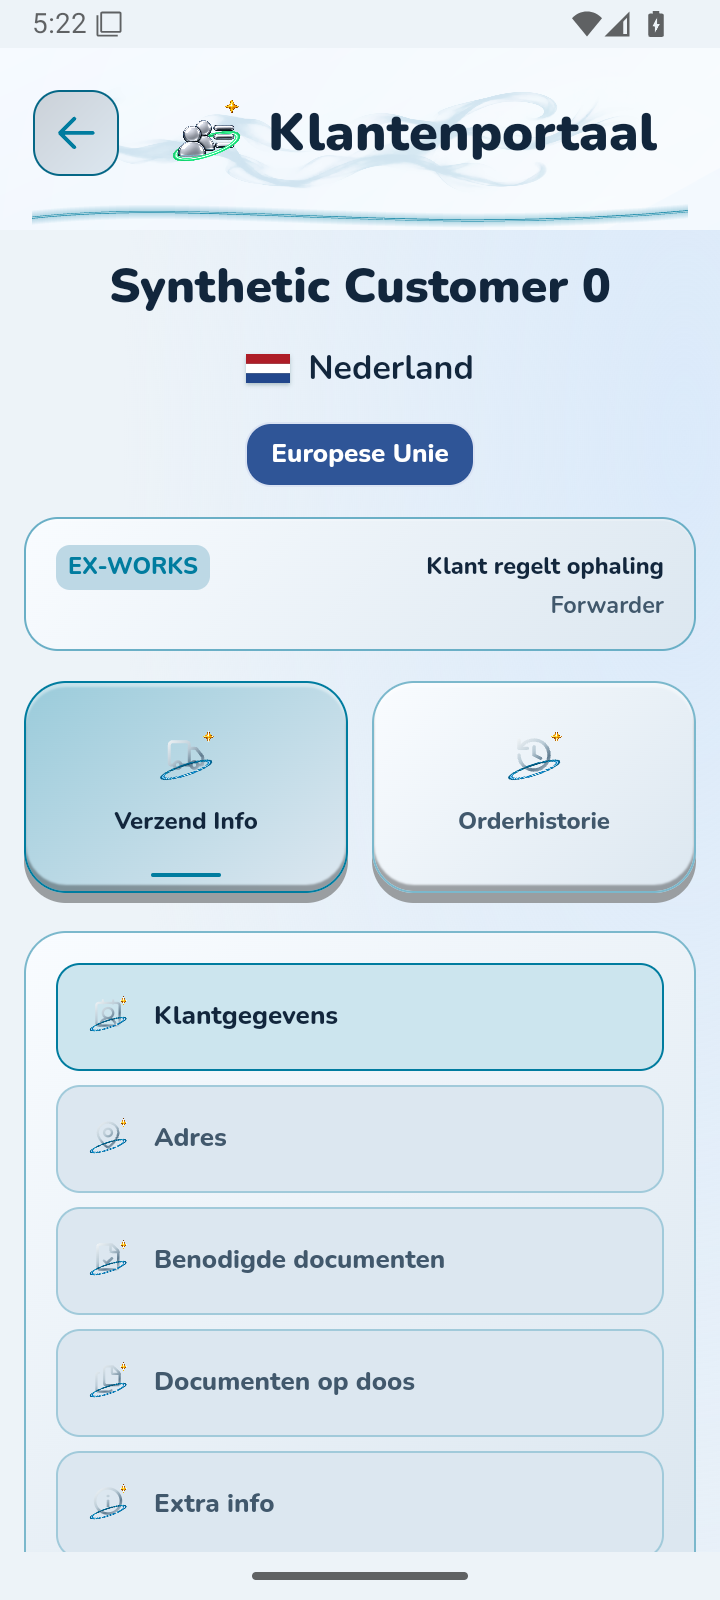 5:22
Klantenportaal
Synthetic Customer 0
Nederland
Europese Unie
EX-WORKS
Klant regelt ophaling
Forwarder
Verzend Info
Orderhistorie
Klantgegevens
Adres
Benodigde documenten
Documenten op doos
Extra info